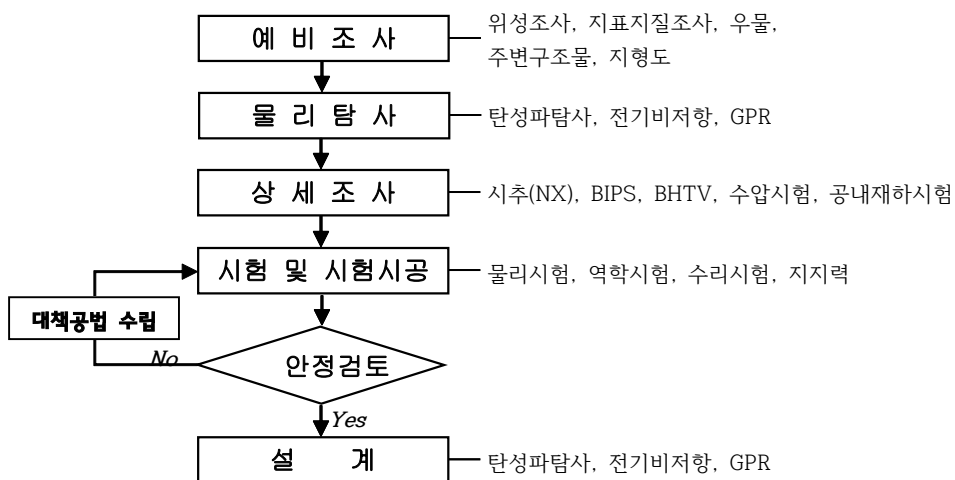 예 비 조 사
위성조사, 지표지질조사, 우물,
주변구조물, 지형도
물 리 탐 사
탄성파탐사, 전기비저항, GPR
상 세 조 사
시추(NX), BIPS, BHTV, 수압시험, 공내재하시험
시험 및 시험시공
물리시험, 역학시험, 수리시험, 지지력
대책공법 수립
No
안정검토
Yes
설 계
탄성파탐사, 전기비저항, GPR